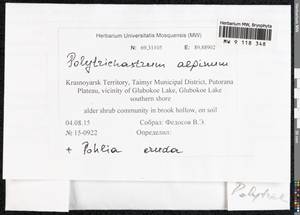 Herbarium Universitatis Mosquensis (MW)
Herbarium MW, Bryophyta
MW 9 118 348
N: 69,31105 E: 89,88902
Polytrichastrum alpinum
Krasnoyarsk Territory, Taimyr Municipal District, Putorana
Plateau, vicinity of Glubokoe Lake, Glubokoe Lake
southern shore
alder shrub community in brook hollow, on soil
04.08.15 Собрал: Федосов В.Э.
№ 15-0922 Определил:
+ Pohlia cruda